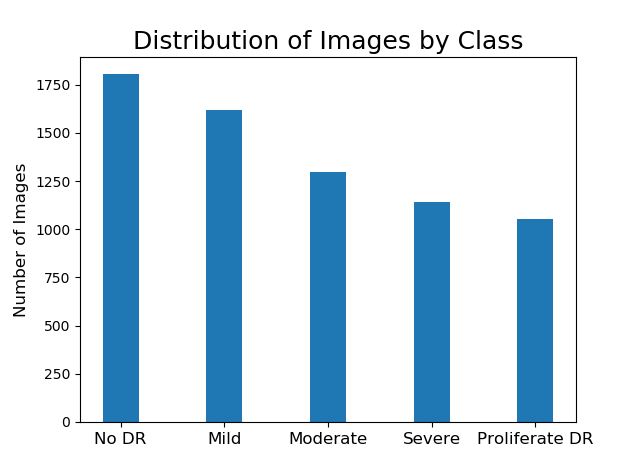 Distribution of Images by Class
Number of Images
1750
1500
1250
1000
750
500
250
0
No DR Mild Moderate Severe Proliferate DR